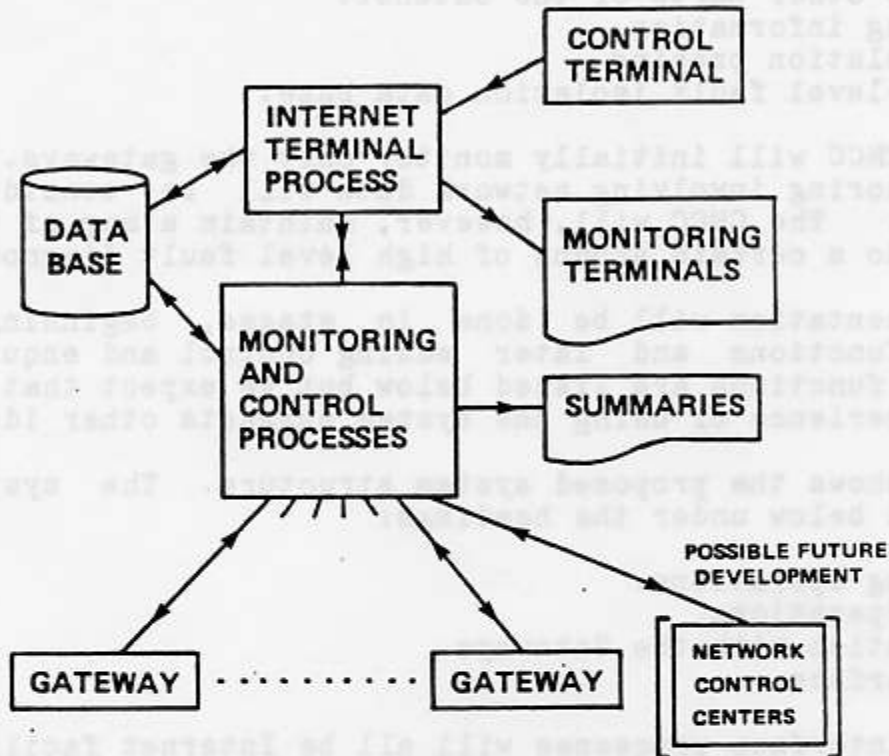 CONTROL
TERMINAL
INTERNET
TERMINAL
PROCESS
DATA
BASE
MONITORING
TERMINALS
MONITORING
AND
CONTROL
PROCESSES
SUMMARIES
POSSIBLE FUTURE
DEVELOPMENT
GATEWAY
GATEWAY
NETWORK
CONTROL
CENTERS